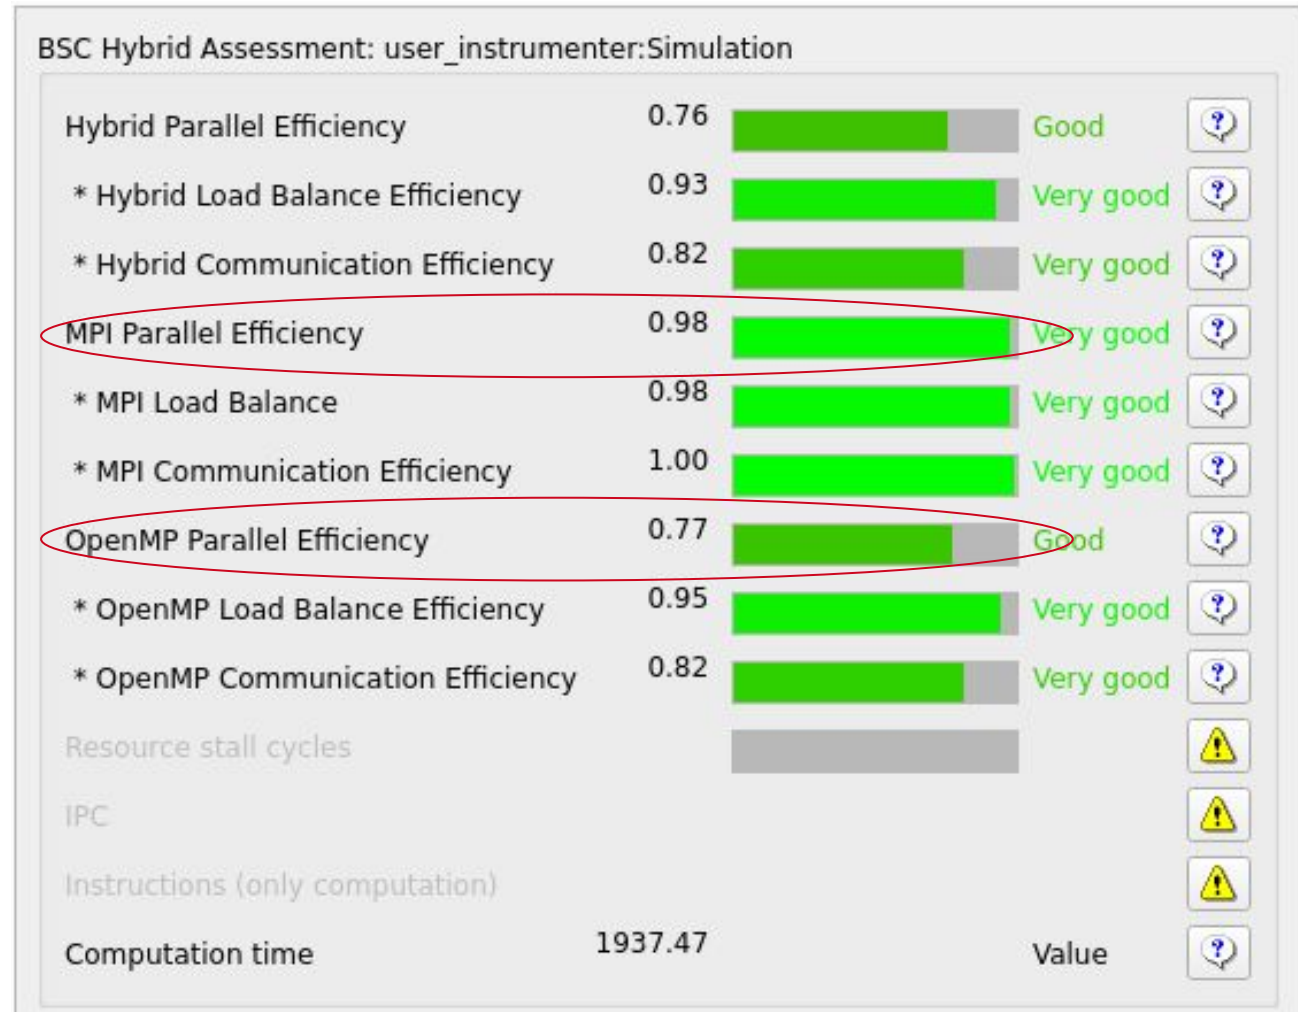 BSC Hybrid Assessment: user_instrumenter:Simulation
Hybrid Parallel Efficiency 0.76 Good ?
* Hybrid Load Balance Efficiency 0.93 Very good ?
* Hybrid Communication Efficiency 0.82 Very good ?
MPI Parallel Efficiency 0.98 Very good ?
* MPI Load Balance 0.98 Very good ?
* MPI Communication Efficiency 1.00 Very good ?
OpenMP Parallel Efficiency 0.77 Good ?
* OpenMP Load Balance Efficiency 0.95 Very good ?
* OpenMP Communication Efficiency 0.82 Very good ?
Resource stall cycles !
IPC !
Instructions (only computation) !
Computation time 1937.47 Value ?